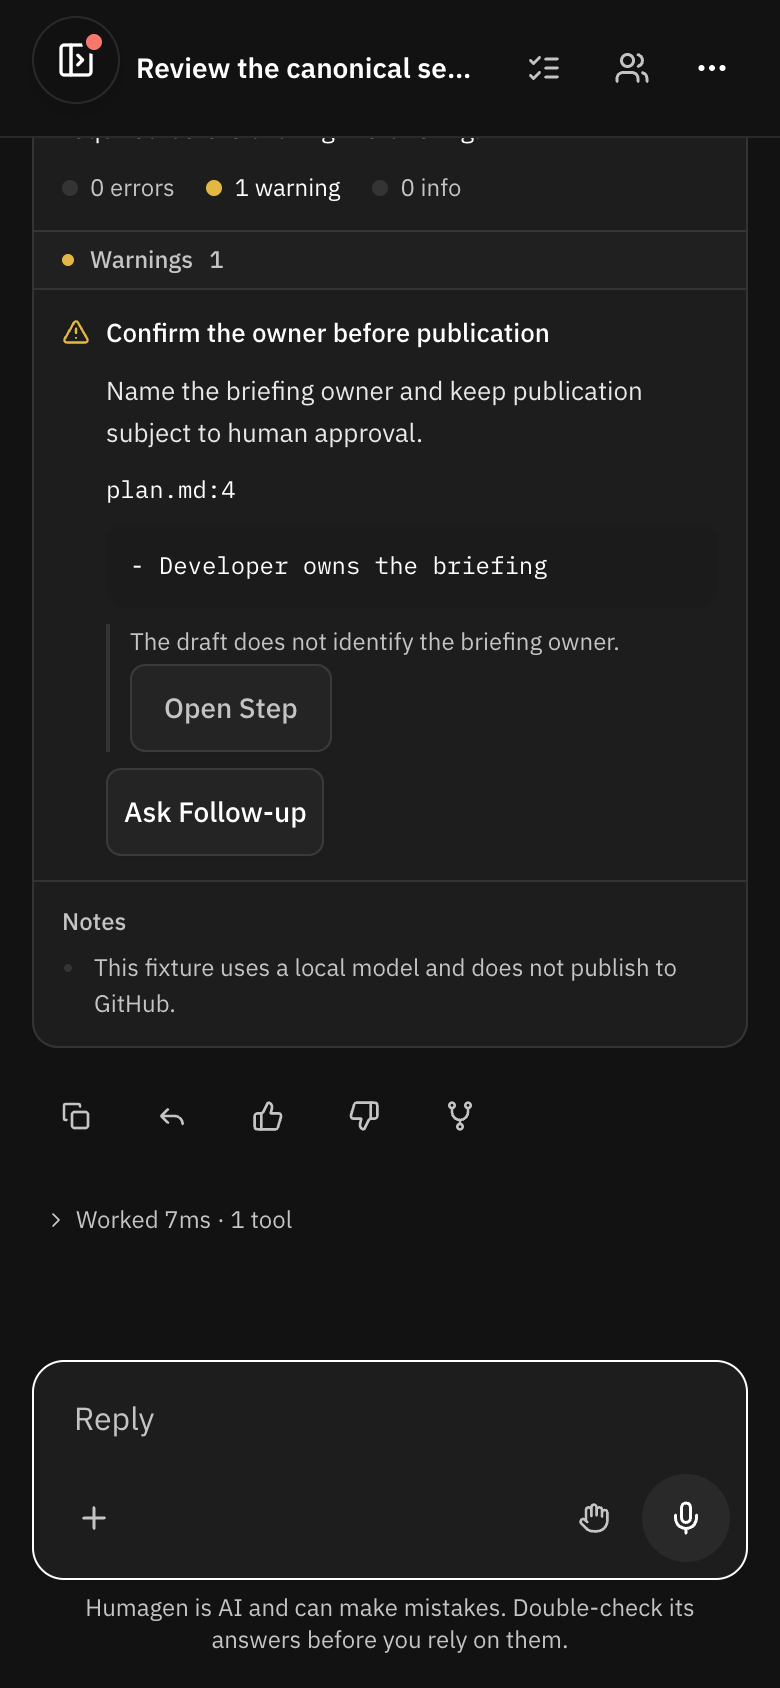 Review the canonical se...
0 errors 1 warning 0 info
Warnings 1
Confirm the owner before publication
Name the briefing owner and keep publication
subject to human approval.
plan.md:4
- Developer owns the briefing
The draft does not identify the briefing owner.
Open Step
Ask Follow-up
Notes
This fixture uses a local model and does not publish to
GitHub.
Worked 7ms · 1 tool
Reply
Humagen is AI and can make mistakes. Double-check its
answers before you rely on them.